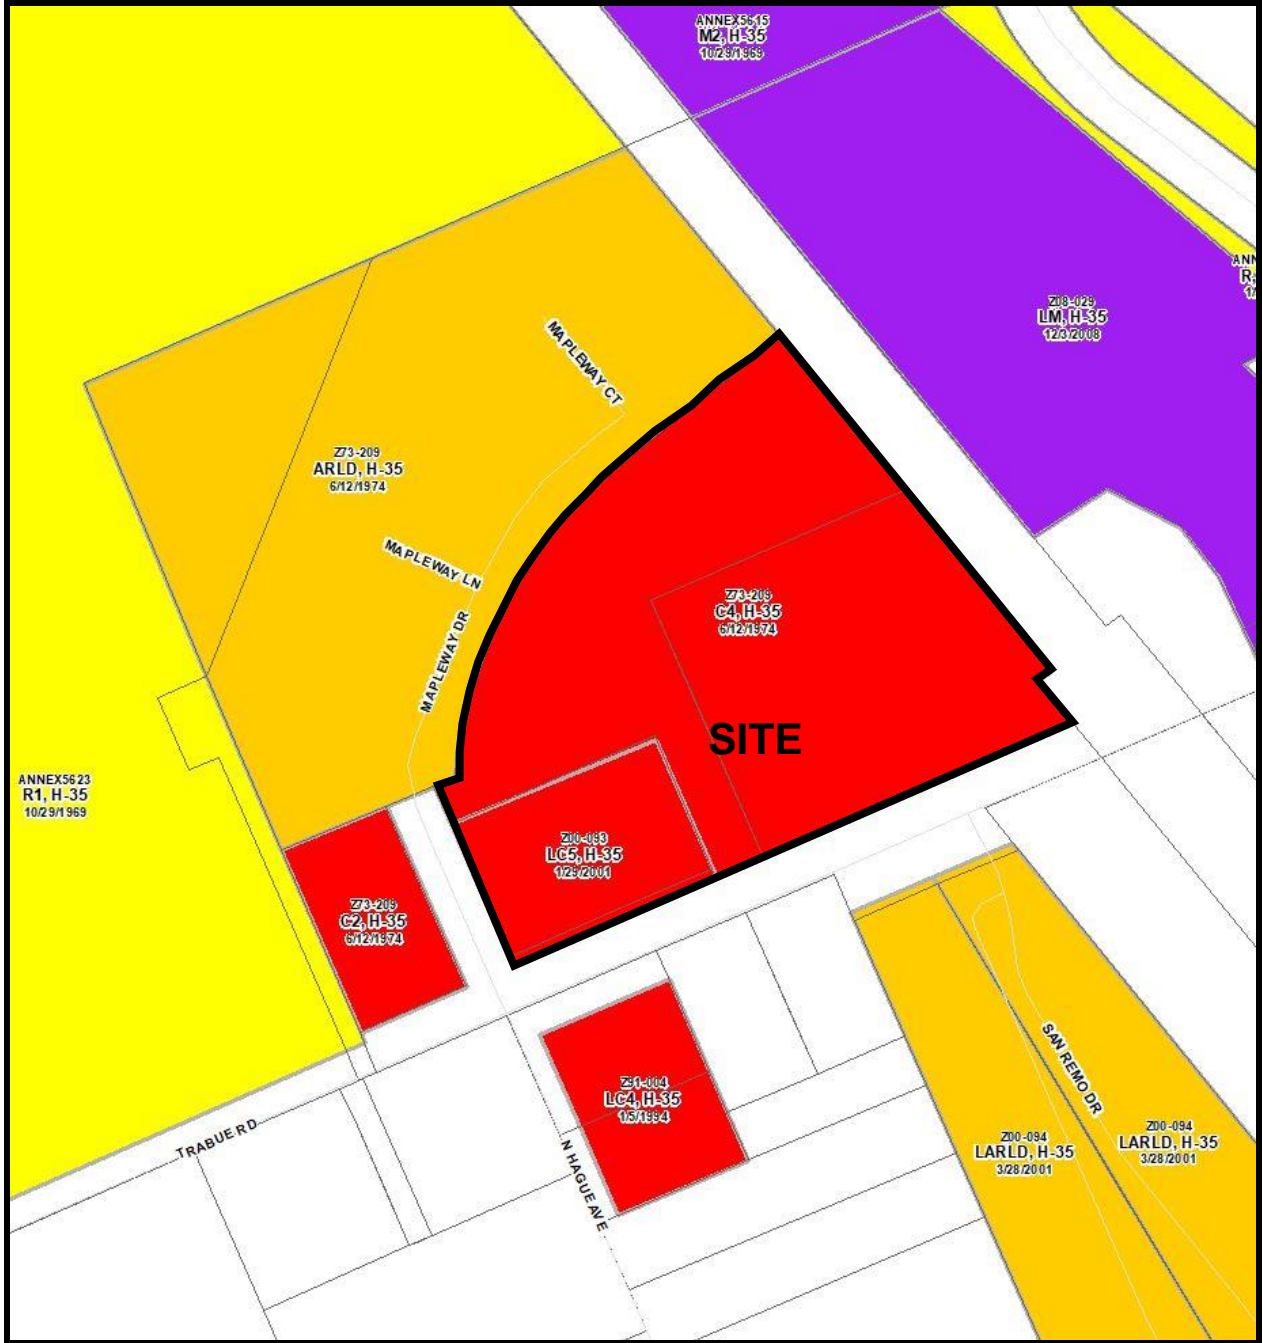 ANNEX5615
M2, H-35
10/29/1969
ANN
R,
1/
Z08-029
LM, H-35
12/3/2008
MAPLEWAY CT
Z73-209
ARLD, H-35
6/12/1974
MAPLEWAY LN
Z73-209
C4, H-35
6/12/1974
MAPLEWAY DR
SITE
ANNEX5623
R1, H-35
10/29/1969
Z00-093
LC5, H-35
1/29/2001
Z73-209
C2, H-35
6/12/1974
SAN REMO DR
Z91-004
LC4, H-35
1/5/1994
TRABUE RD
N HAGUE AVE
Z00-094
LARLD, H-35
3/28/2001
Z00-094
LARLD, H-35
3/28/2001